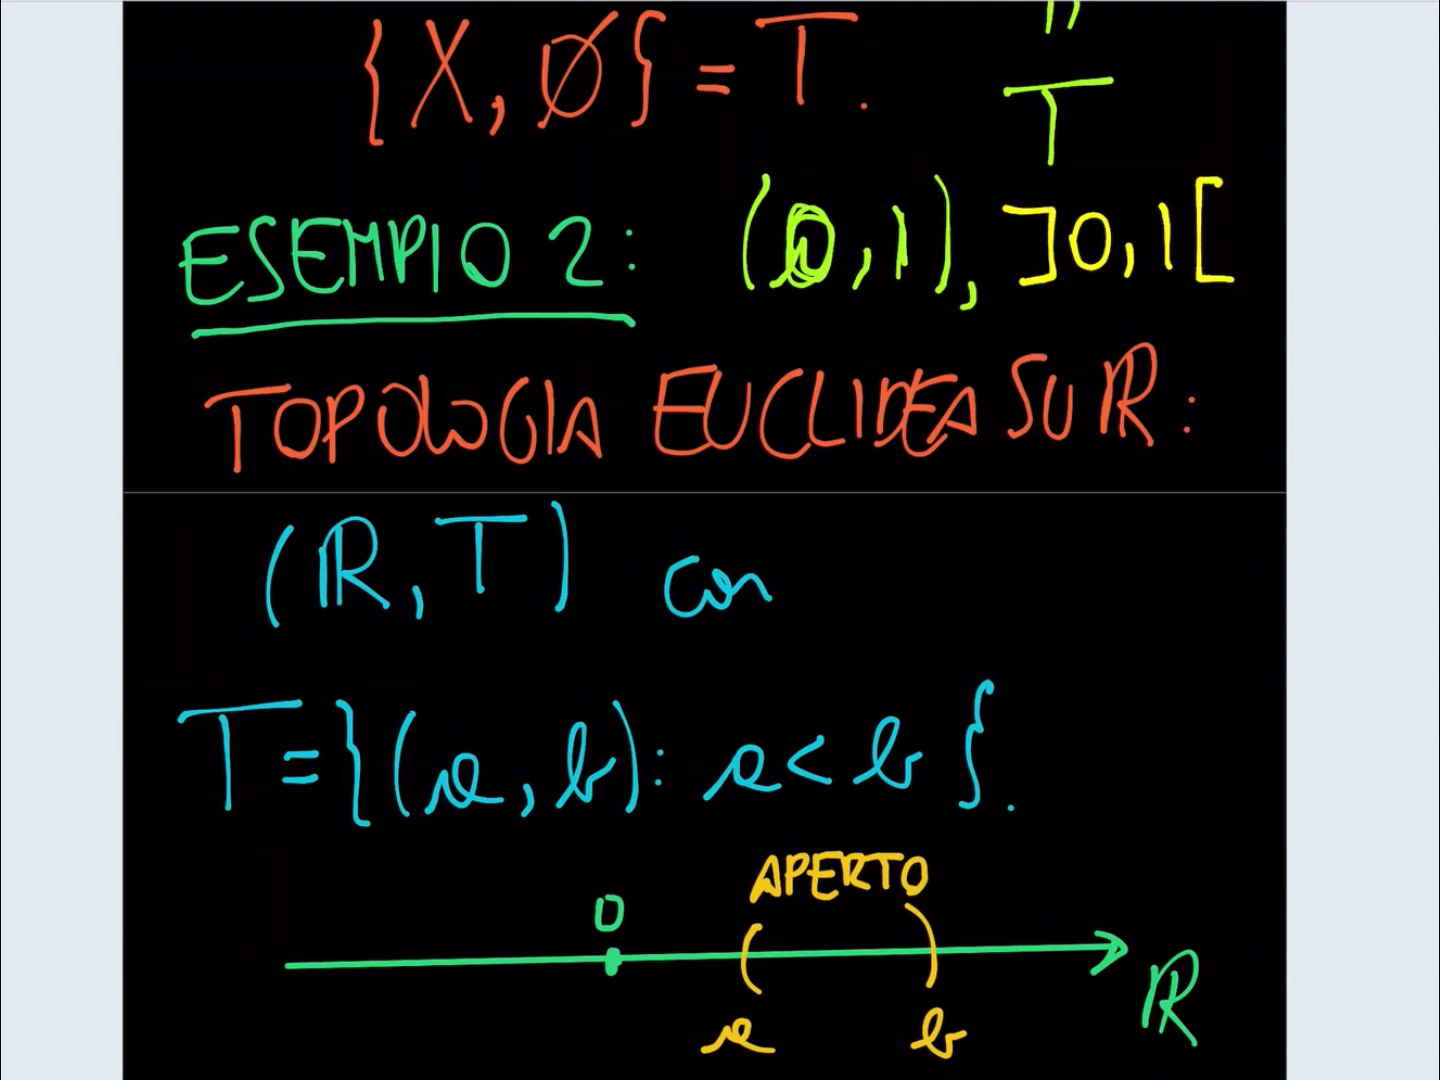 {X, Ø} = T.
"
T
ESEMPIO 2: (0,1), ]0,1[
TOPOLOGIA EUCLIDEA SU ℝ:
(ℝ, T) con
T={(a,b): a<b}.
APERTO
0
( )
ℝ
a b